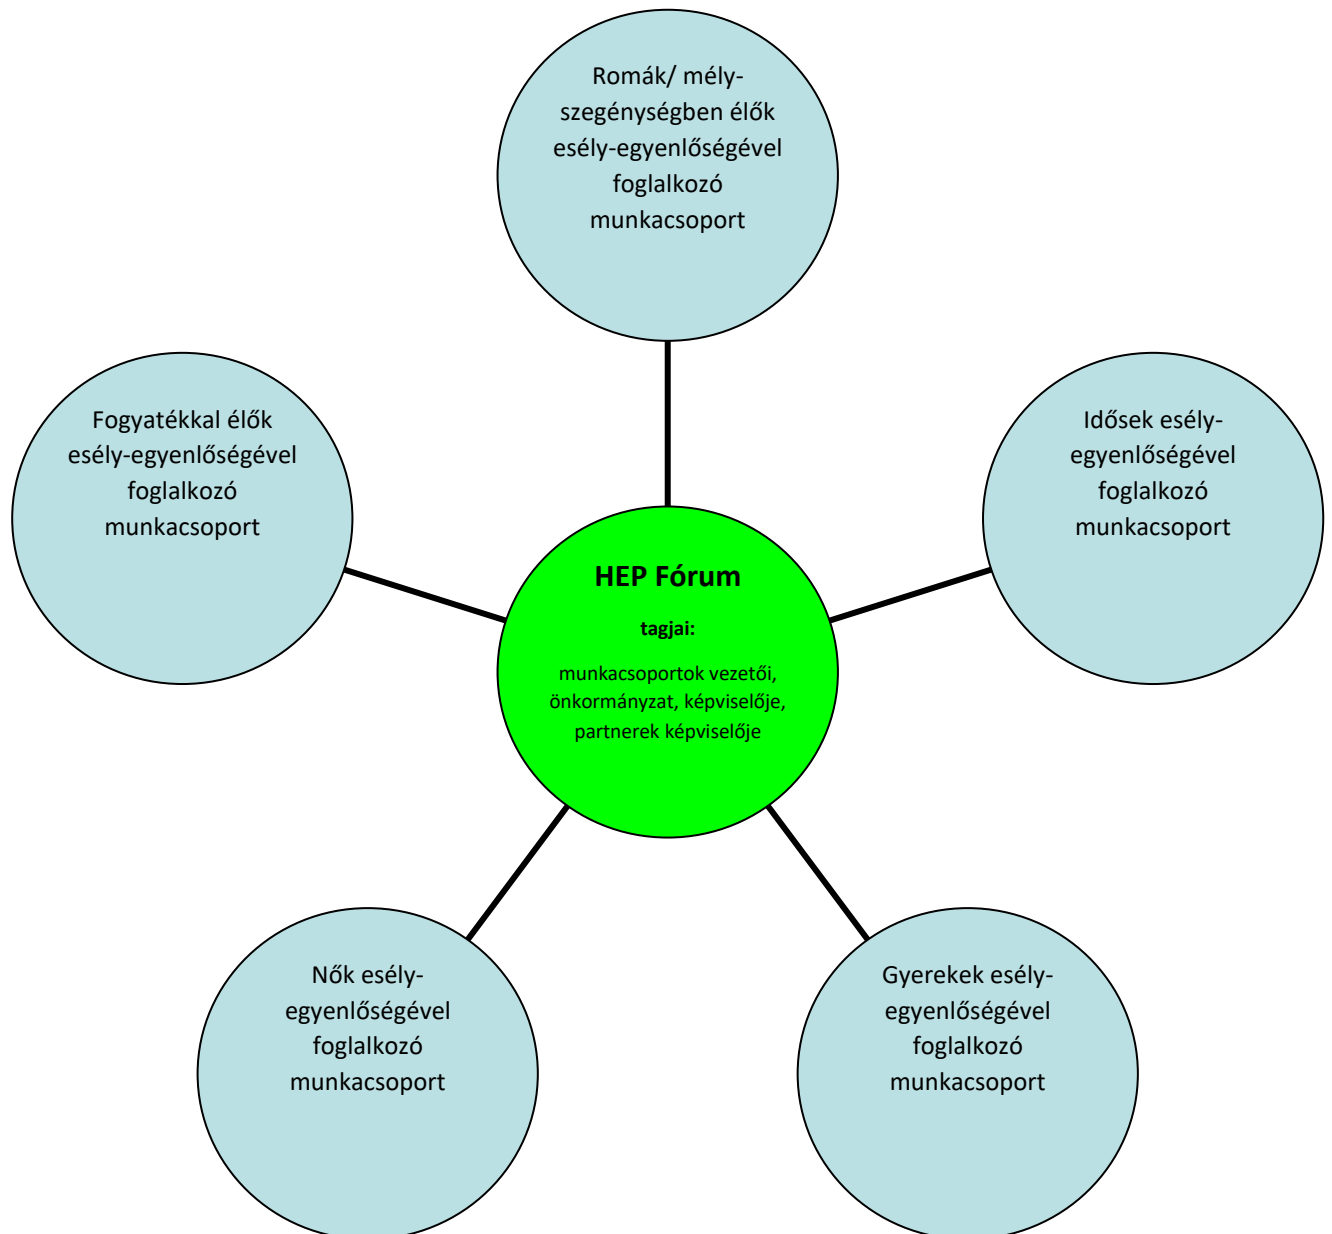 Romák/ mély-
szegénységben élők
esély-egyenlőségével
foglalkozó
munkacsoport
Fogyatékkal élők
esély-egyenlőségével
foglalkozó
munkacsoport
Idősek esély-
egyenlőségével
foglalkozó
munkacsoport
HEP Fórum
tagjai:
munkacsoportok vezetői,
önkormányzat, képviselője,
partnerek képviselője
Nők esély-
egyenlőségével
foglalkozó
munkacsoport
Gyerekek esély-
egyenlőségével
foglalkozó
munkacsoport